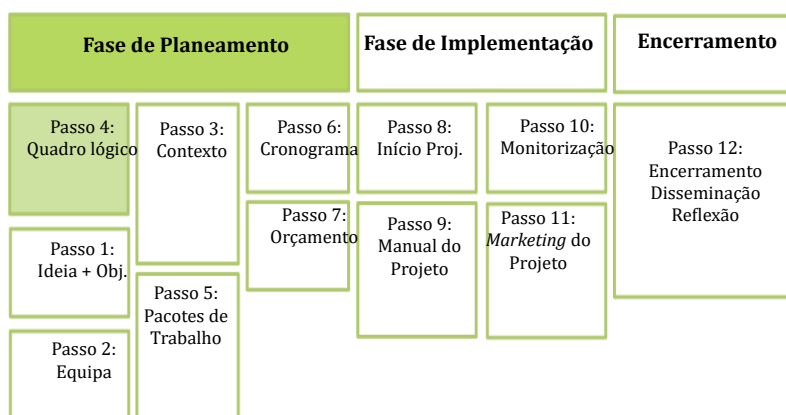 Fase de Planeamento
Fase de Implementação
Encerramento
Passo 4:
Quadro lógico
Passo 1:
Ideia + Obj.
Passo 2:
Equipa
Passo 3:
Contexto
Passo 5:
Pacotes de
Trabalho
Passo 6:
Cronograma
Passo 7:
Orçamento
Passo 8:
Início Proj.
Passo 9:
Manual do
Projeto
Passo 10:
Monitorização
Passo 11:
Marketing do
Projeto
Passo 12:
Encerramento
Disseminação
Reflexão